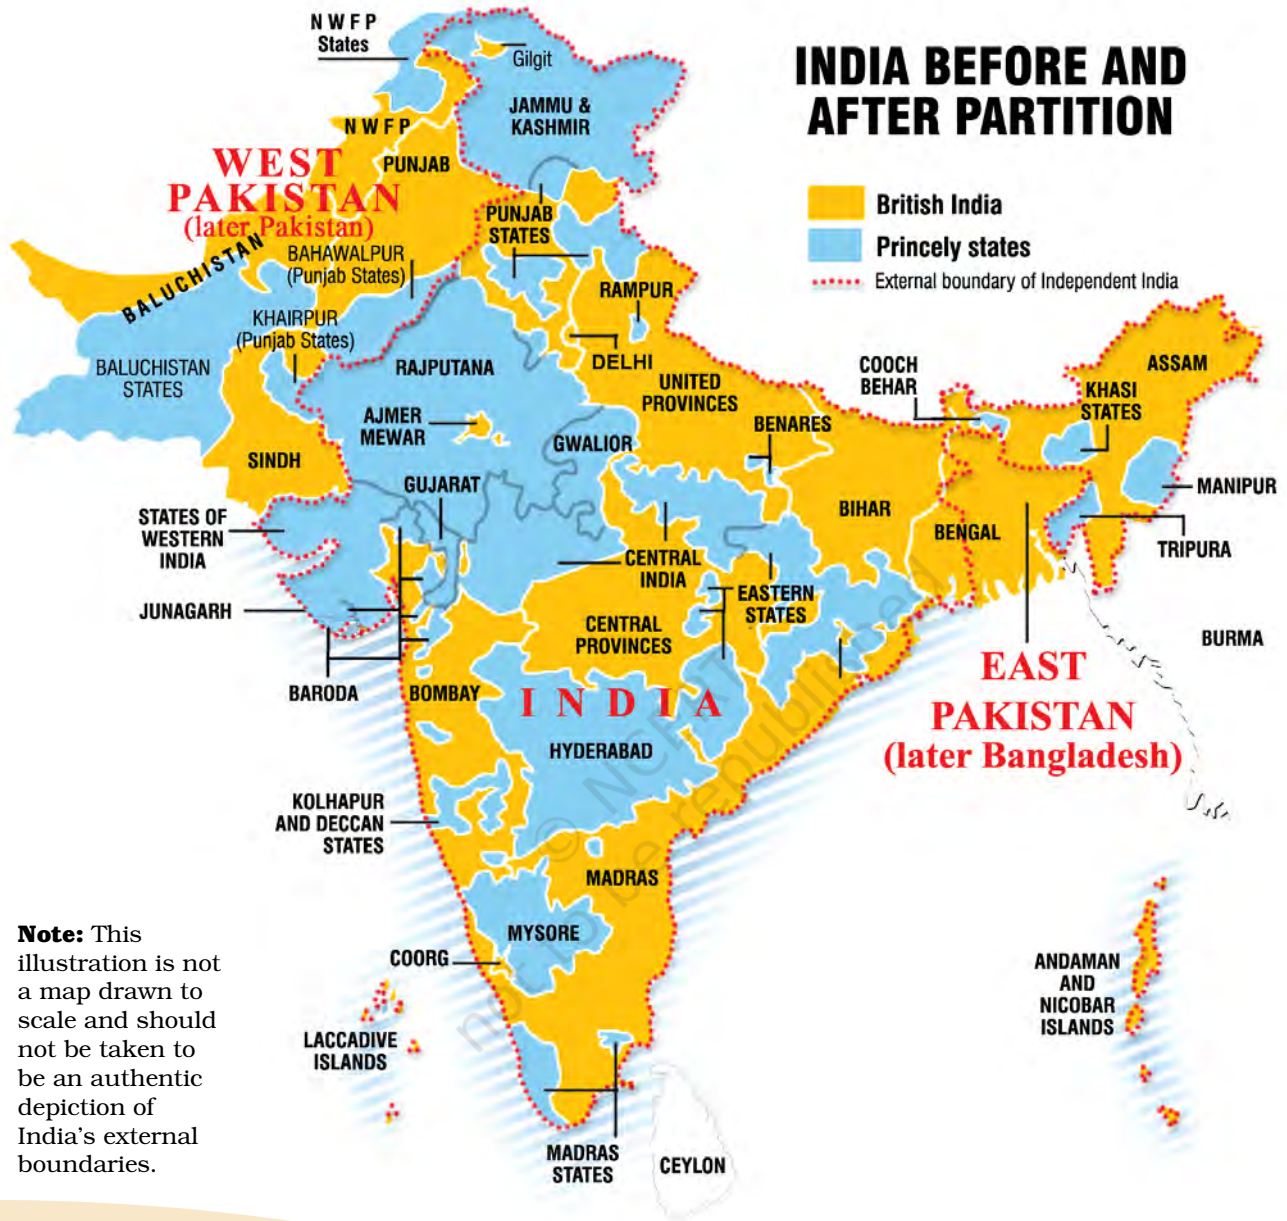 INDIA BEFORE AND
AFTER PARTITION
British India
Princely states
External boundary of Independent India
N W F P
States
Gilgit
JAMMU &
KASHMIR
N W F P
WEST
PAKISTAN
(later Pakistan)
PUNJAB
PUNJAB
STATES
BALUCHISTAN
BAHAWALPUR
(Punjab States)
KHAIRPUR
(Punjab States)
BALUCHISTAN
STATES
RAMPUR
DELHI
RAJPUTANA
UNITED
PROVINCES
COOCH
BEHAR
ASSAM
KHASI
STATES
AJMER
MEWAR
GWALIOR
BENARES
SINDH
GUJARAT
MANIPUR
STATES OF
WESTERN
INDIA
BIHAR
BENGAL
TRIPURA
CENTRAL
INDIA
EASTERN
STATES
JUNAGARH
CENTRAL
PROVINCES
BURMA
EAST
PAKISTAN
(later Bangladesh)
BARODA
BOMBAY
INDIA
HYDERABAD
KOLHAPUR
AND DECCAN
STATES
MADRAS
MYSORE
COORG
LACCADIVE
ISLANDS
ANDAMAN
AND
NICOBAR
ISLANDS
MADRAS
STATES
CEYLON
Note: This
illustration is not
a map drawn to
scale and should
not be taken to
be an authentic
depiction of
India's external
boundaries.
© NCERT
not to be republished